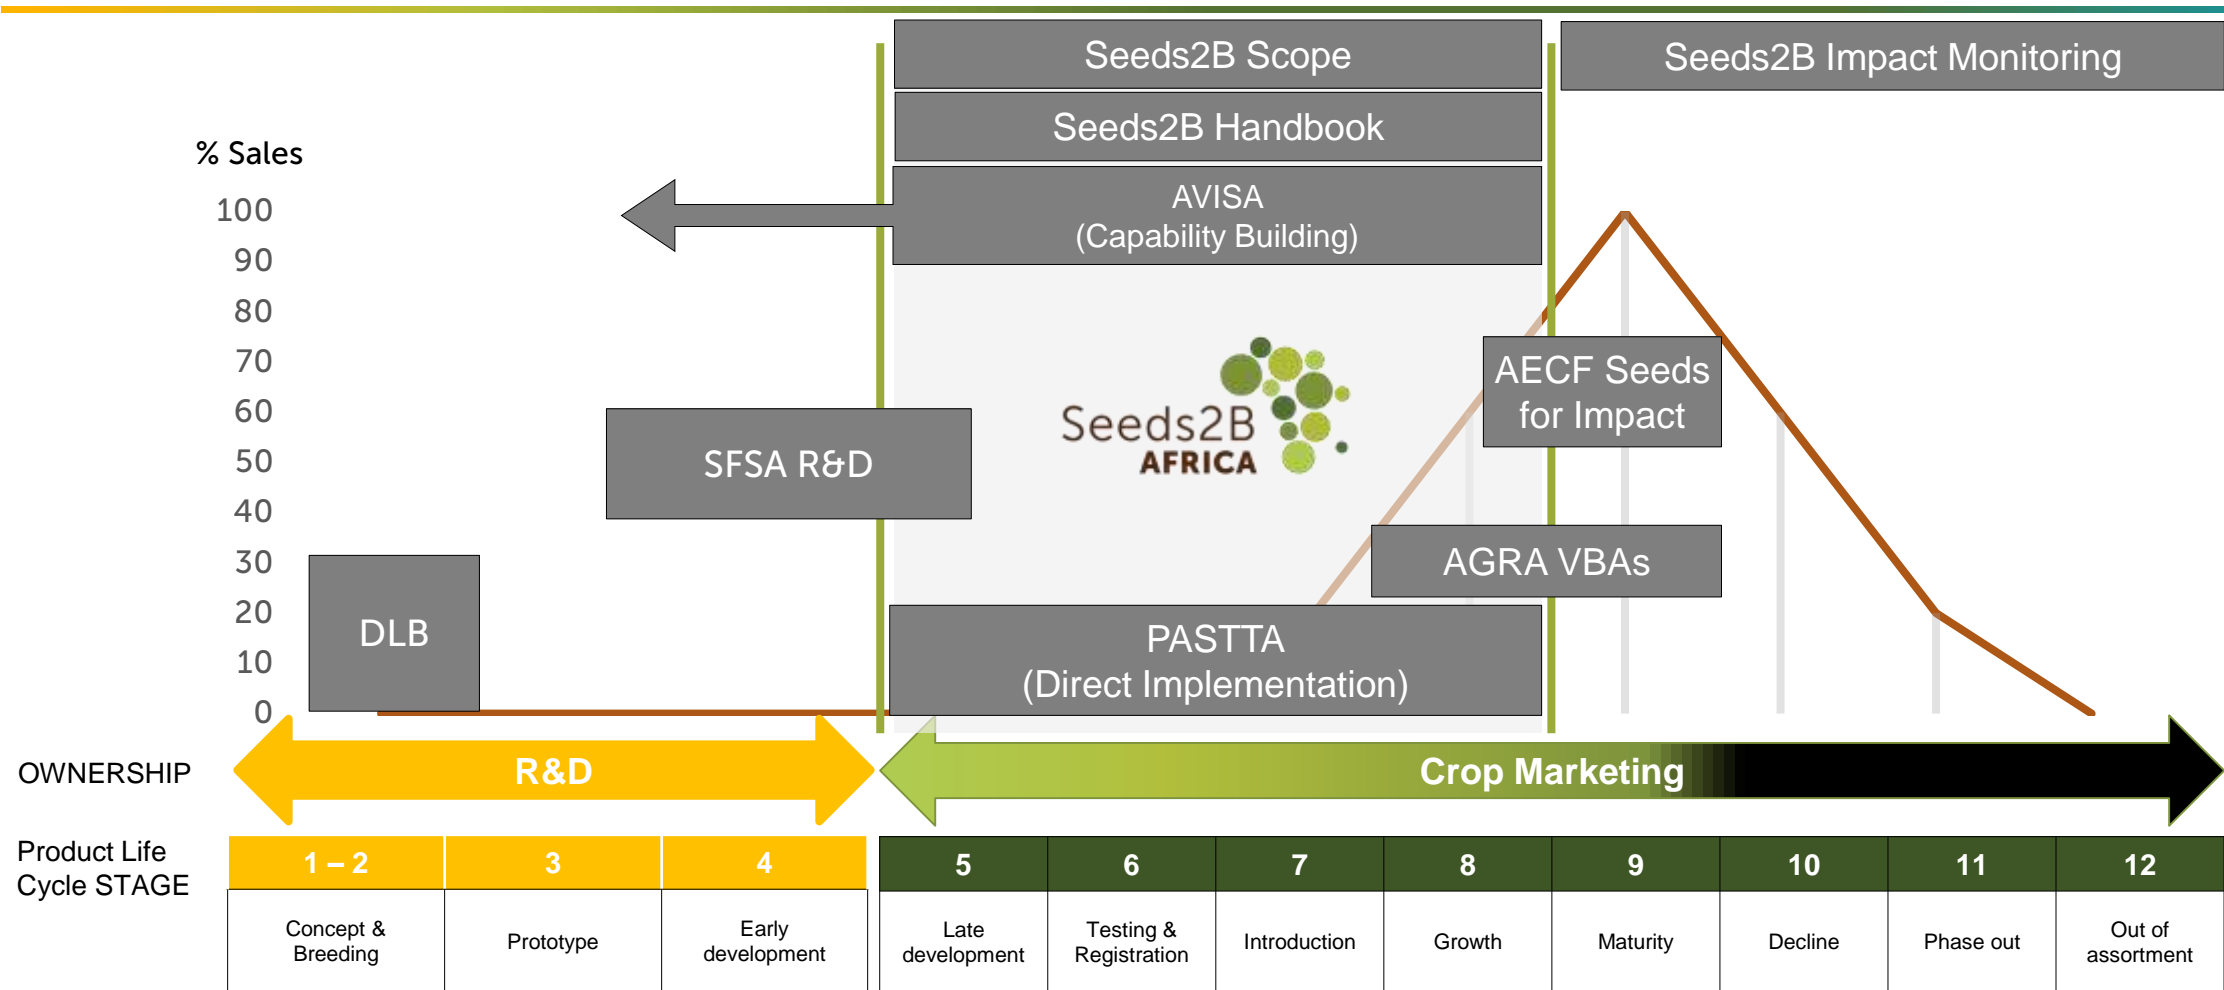 Seeds2B Scope
Seeds2B Impact Monitoring
Seeds2B Handbook
% Sales
AVISA
(Capability Building)
100
90
80
70
60
50
40
30
20
10
0
Seeds2B
AFRICA
AECF Seeds
for Impact
SFSA R&D
AGRA VBAs
DLB
PASTTA
(Direct Implementation)
OWNERSHIP
R&D
Crop Marketing
Product Life
Cycle STAGE
1 – 2
3
4
5
6
7
8
9
10
11
12
Concept &
Breeding
Prototype
Early
development
Late
development
Testing &
Registration
Introduction
Growth
Maturity
Decline
Phase out
Out of
assortment